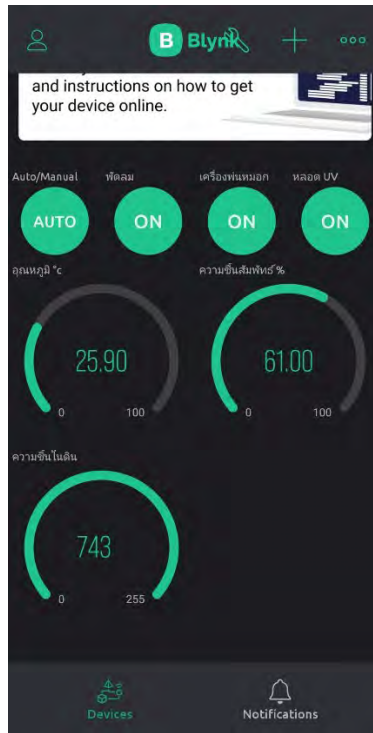 B Blynk
and instructions on how to get
your device online.
Auto/Manual พัดลม เครื่องพ่นหมอก หลอด UV
AUTO ON ON ON
อุณหภูมิ °c ความชื้นสัมพัทธ์ %
25.90 61.00
0 100 0 100
ความชื้นในดิน
743
0 255
Devices Notifications